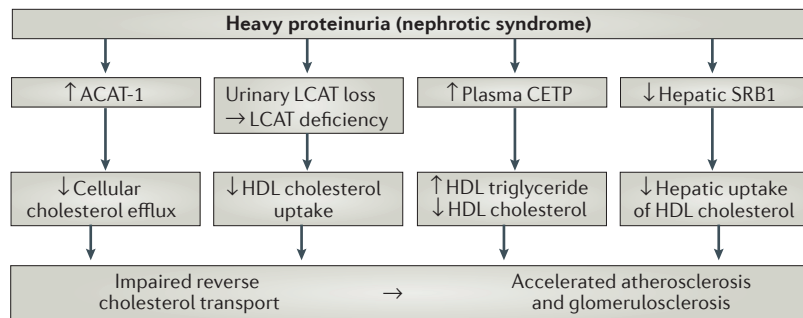 Heavy proteinuria (nephrotic syndrome)
↑ ACAT-1
Urinary LCAT loss
→ LCAT deficiency
↑ Plasma CETP
↓ Hepatic SRB1
↓ Cellular
cholesterol efflux
↓ HDL cholesterol
uptake
↑ HDL triglyceride
↓ HDL cholesterol
↓ Hepatic uptake
of HDL cholesterol
Impaired reverse
cholesterol transport
→
Accelerated atherosclerosis
and glomerulosclerosis